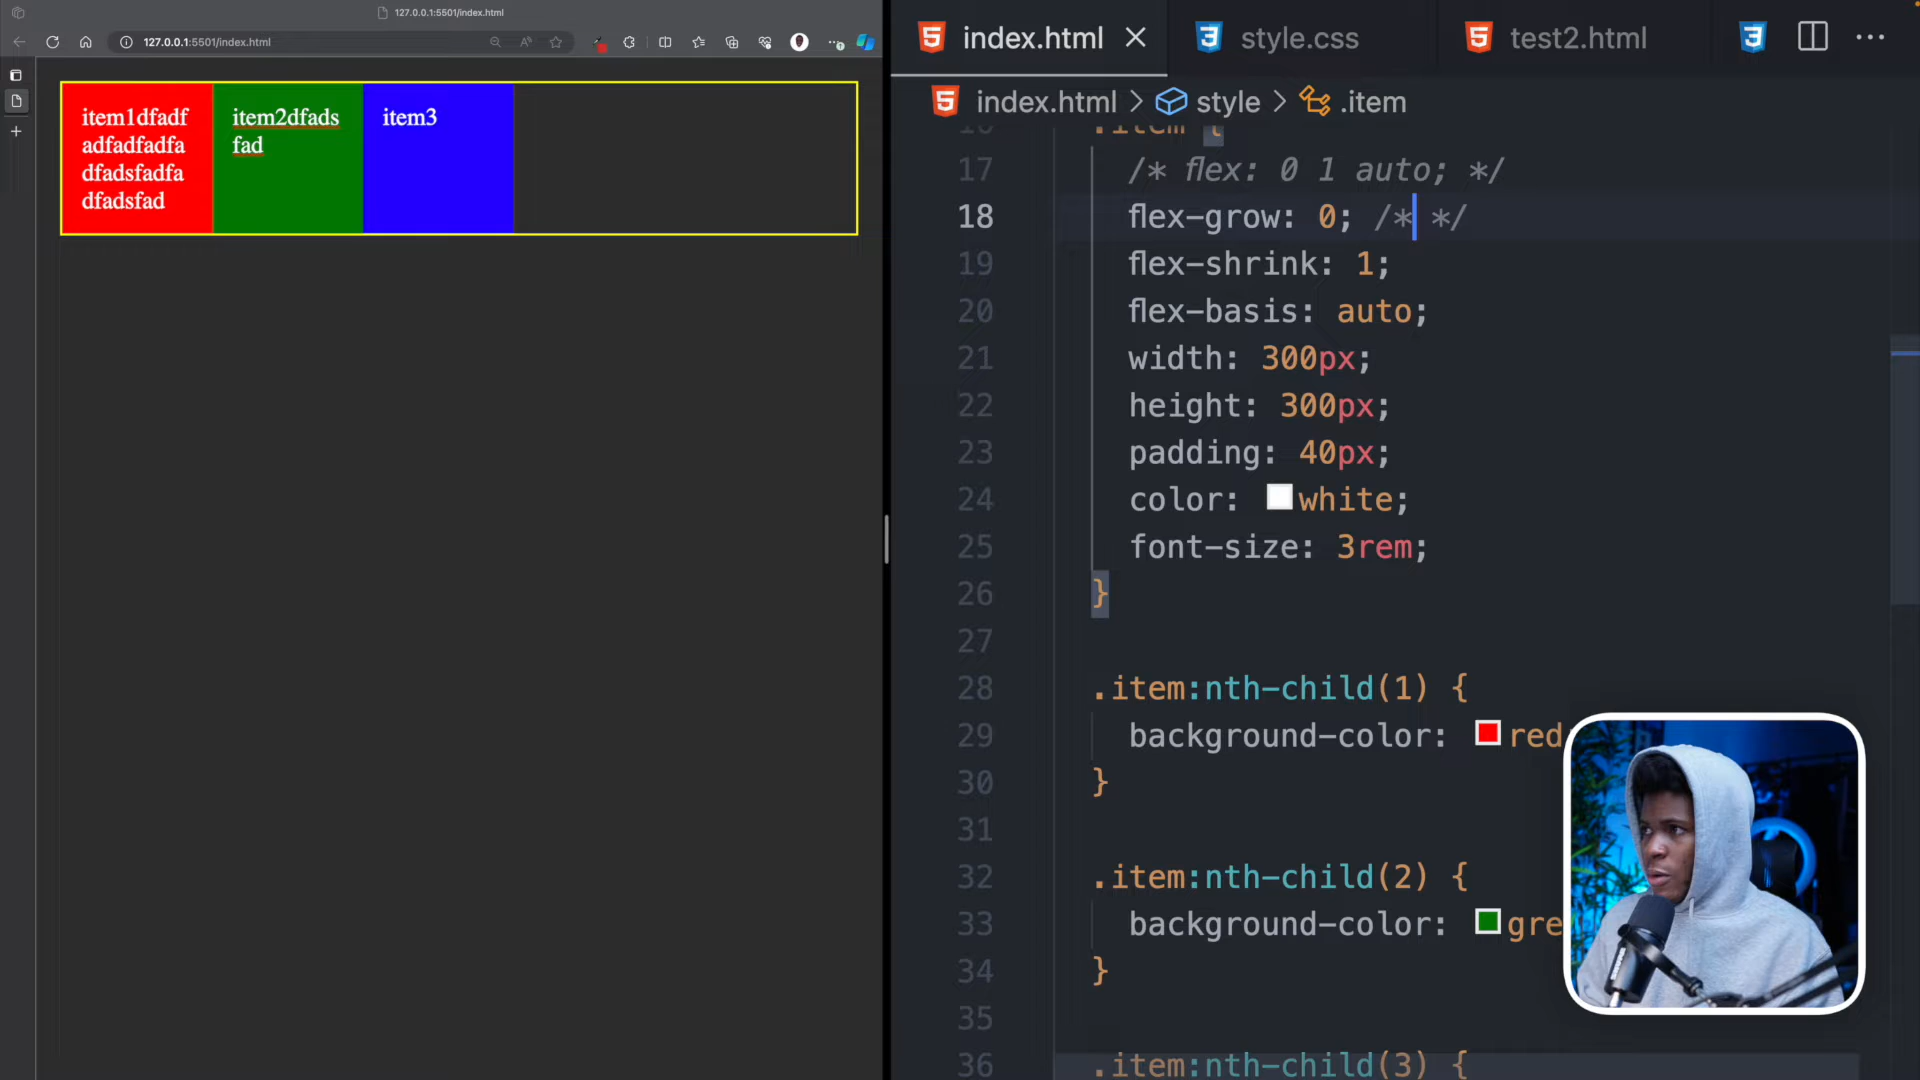 127.0.0.1:5501/index.html
127.0.0.1:5501/index.html
item1dfadf
adfadfadfa
dfadsfadfa
dfadsfad
item2dfads
fad
item3
index.html
style.css
test2.html
index.html > style > .item
16 .item {
17 /* flex: 0 1 auto; */
18 flex-grow: 0; /* */
19 flex-shrink: 1;
20 flex-basis: auto;
21 width: 300px;
22 height: 300px;
23 padding: 40px;
24 color: white;
25 font-size: 3rem;
26 }
27
28 .item:nth-child(1) {
29 background-color: red
30 }
31
32 .item:nth-child(2) {
33 background-color: gre
34 }
35
36 .item:nth-child(3) {